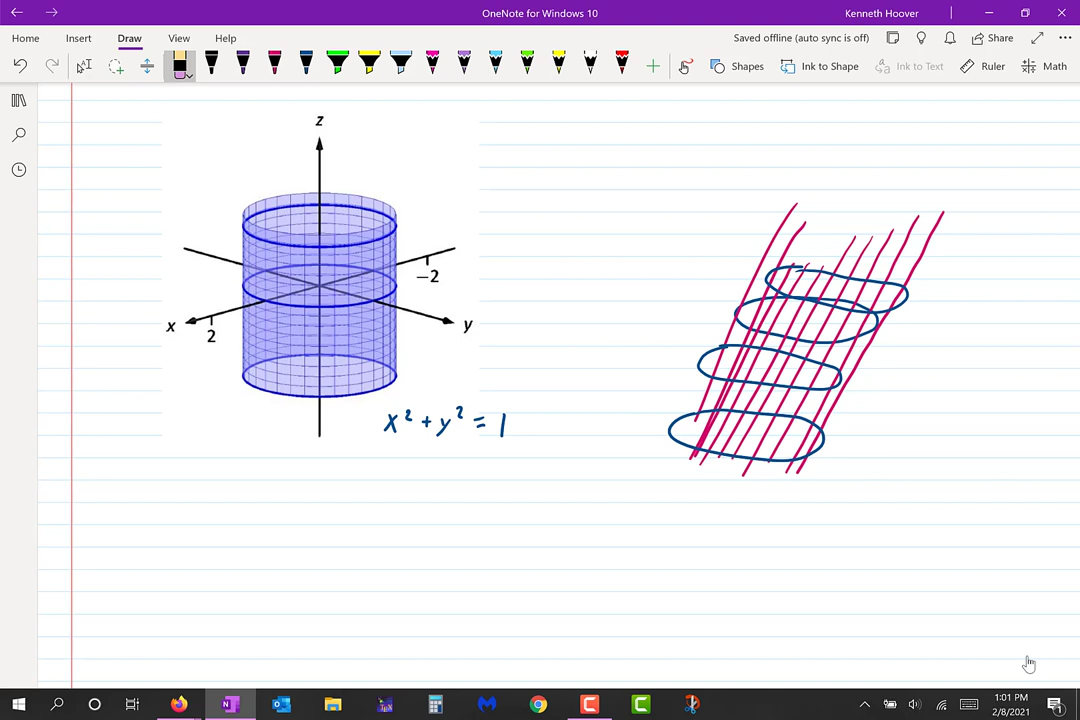 OneNote for Windows 10
Kenneth Hoover
Home Insert Draw View Help
Saved offline (auto sync is off)
Share
Shapes
Ink to Shape
Ink to Text
Ruler
Math
z
−2
x
2
y
x² + y² = 1
1:01 PM
2/8/2021
1